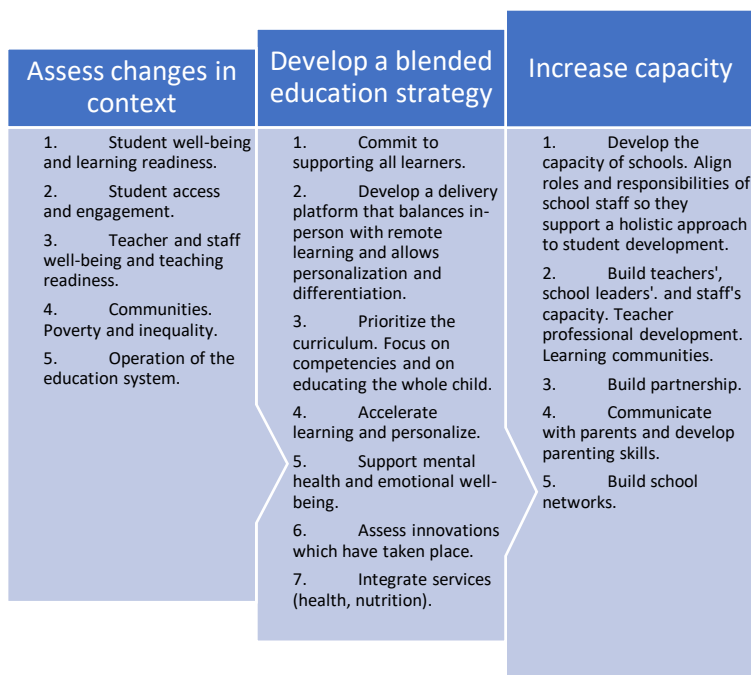 Assess changes in
context
1. Student well-being
and learning readiness.
2. Student access
and engagement.
3. Teacher and staff
well-being and teaching
readiness.
4. Communities.
Poverty and inequality.
5. Operation of the
education system.
Develop a blended
education strategy
1. Commit to
supporting all learners.
2. Develop a delivery
platform that balances in-
person with remote
learning and allows
personalization and
differentiation.
3. Prioritize the
curriculum. Focus on
competencies and on
educating the whole child.
4. Accelerate
learning and personalize.
5. Support mental
health and emotional well-
being.
6. Assess innovations
which have taken place.
7. Integrate services
(health, nutrition).
Increase capacity
1. Develop the
capacity of schools. Align
roles and responsibilities of
school staff so they
support a holistic approach
to student development.
2. Build teachers',
school leaders'. and staff's
capacity. Teacher
professional development.
Learning communities.
3. Build partnership.
4. Communicate
with parents and develop
parenting skills.
5. Build school
networks.